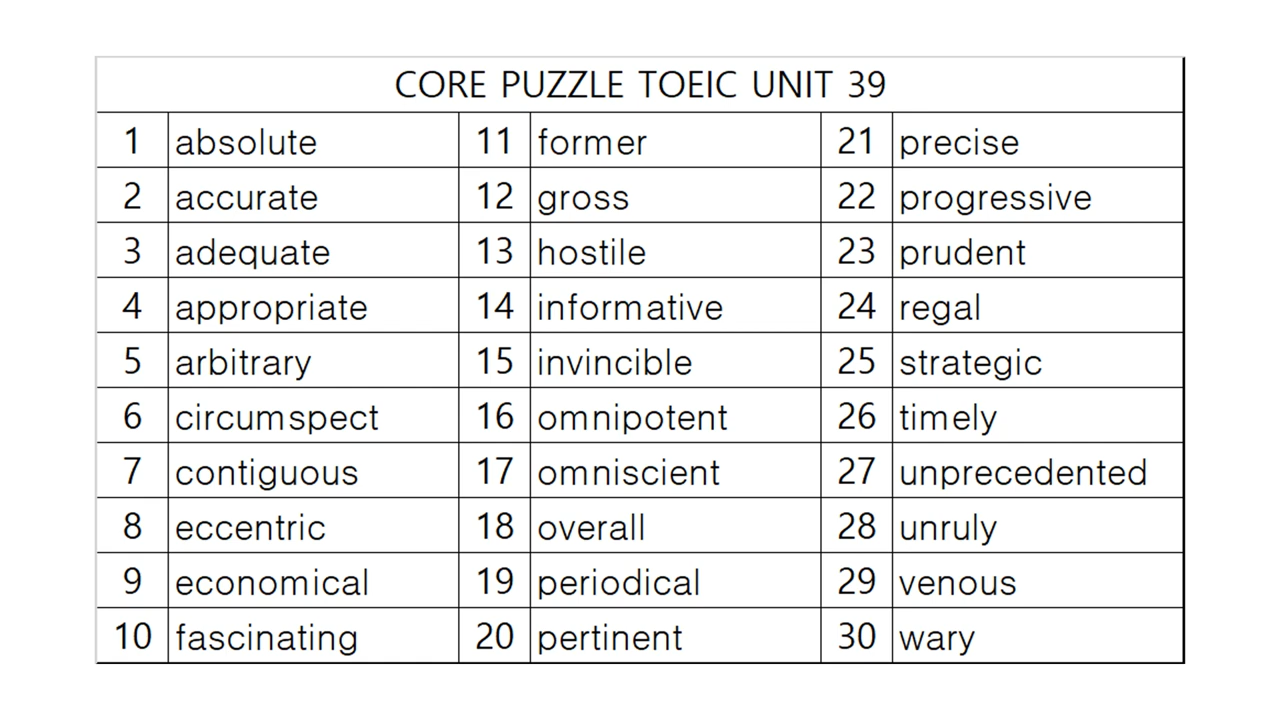 CORE PUZZLE TOEIC UNIT 39
1 absolute 11 former 21 precise
2 accurate 12 gross 22 progressive
3 adequate 13 hostile 23 prudent
4 appropriate 14 informative 24 regal
5 arbitrary 15 invincible 25 strategic
6 circumspect 16 omnipotent 26 timely
7 contiguous 17 omniscient 27 unprecedented
8 eccentric 18 overall 28 unruly
9 economical 19 periodical 29 venous
10 fascinating 20 pertinent 30 wary